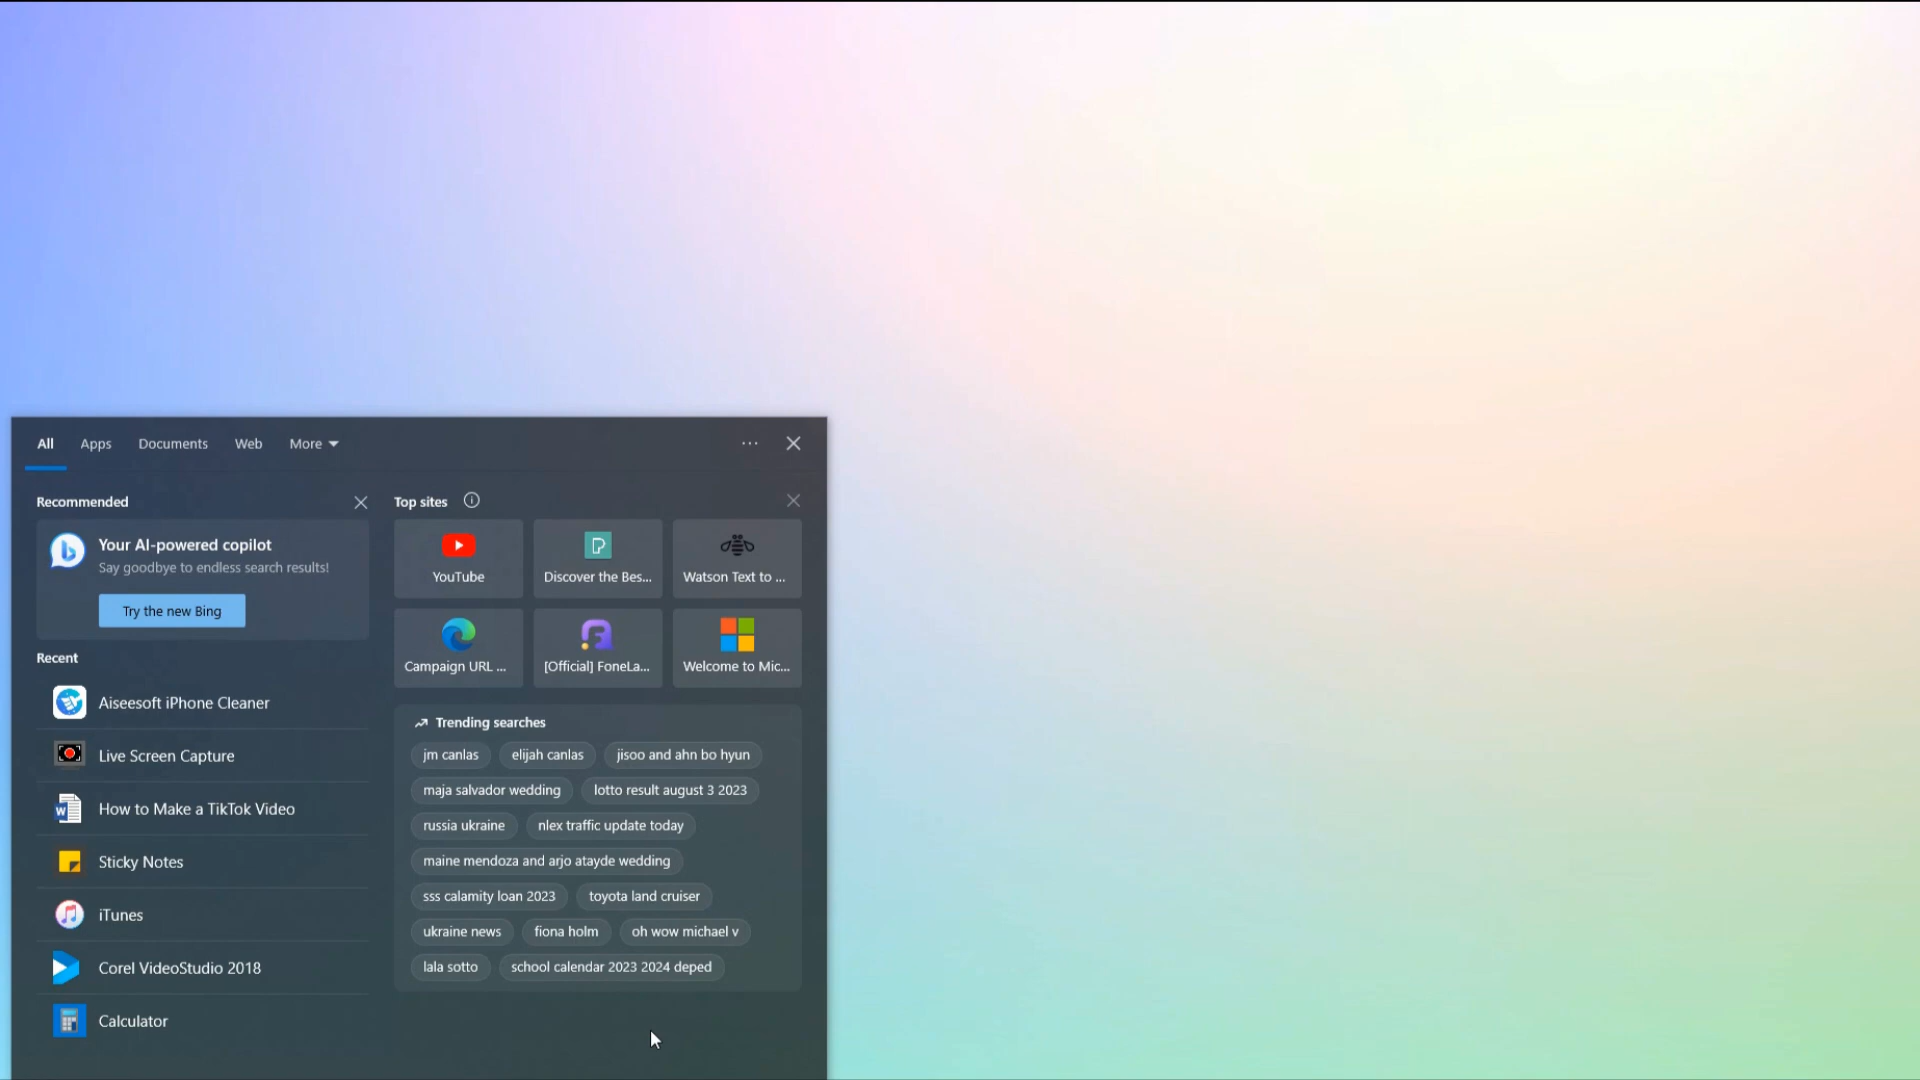 All Apps Documents Web More
Recommended
Your AI-powered copilot
Say goodbye to endless search results!
Try the new Bing
Recent
Aiseesoft iPhone Cleaner
Live Screen Capture
How to Make a TikTok Video
Sticky Notes
iTunes
Corel VideoStudio 2018
Calculator
Top sites
YouTube Discover the Bes... Watson Text to ...
Campaign URL ... [Official] FoneLa... Welcome to Mic...
Trending searches
jm canlas elijah canlas jisoo and ahn bo hyun
maja salvador wedding lotto result august 3 2023
russia ukraine nlex traffic update today
maine mendoza and arjo atayde wedding
sss calamity loan 2023 toyota land cruiser
ukraine news fiona holm oh wow michael v
lala sotto school calendar 2023 2024 deped